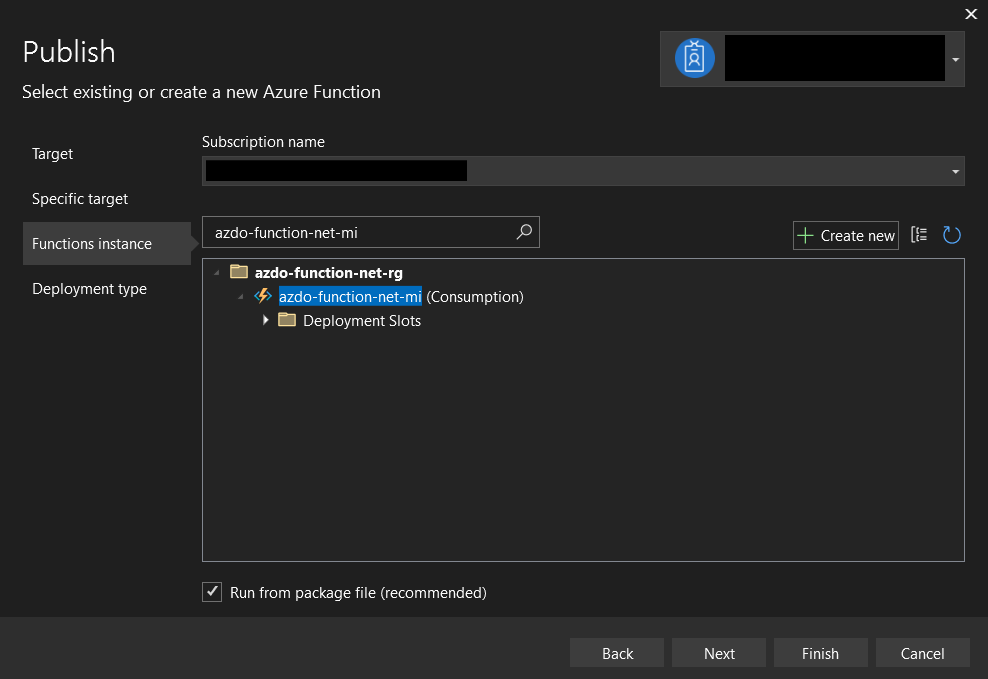 Publish
Select existing or create a new Azure Function
Target
Specific target
Functions instance
Deployment type
Subscription name
azdo-function-net-mi
Create new
azdo-function-net-rg
azdo-function-net-mi (Consumption)
Deployment Slots
Run from package file (recommended)
Back
Next
Finish
Cancel